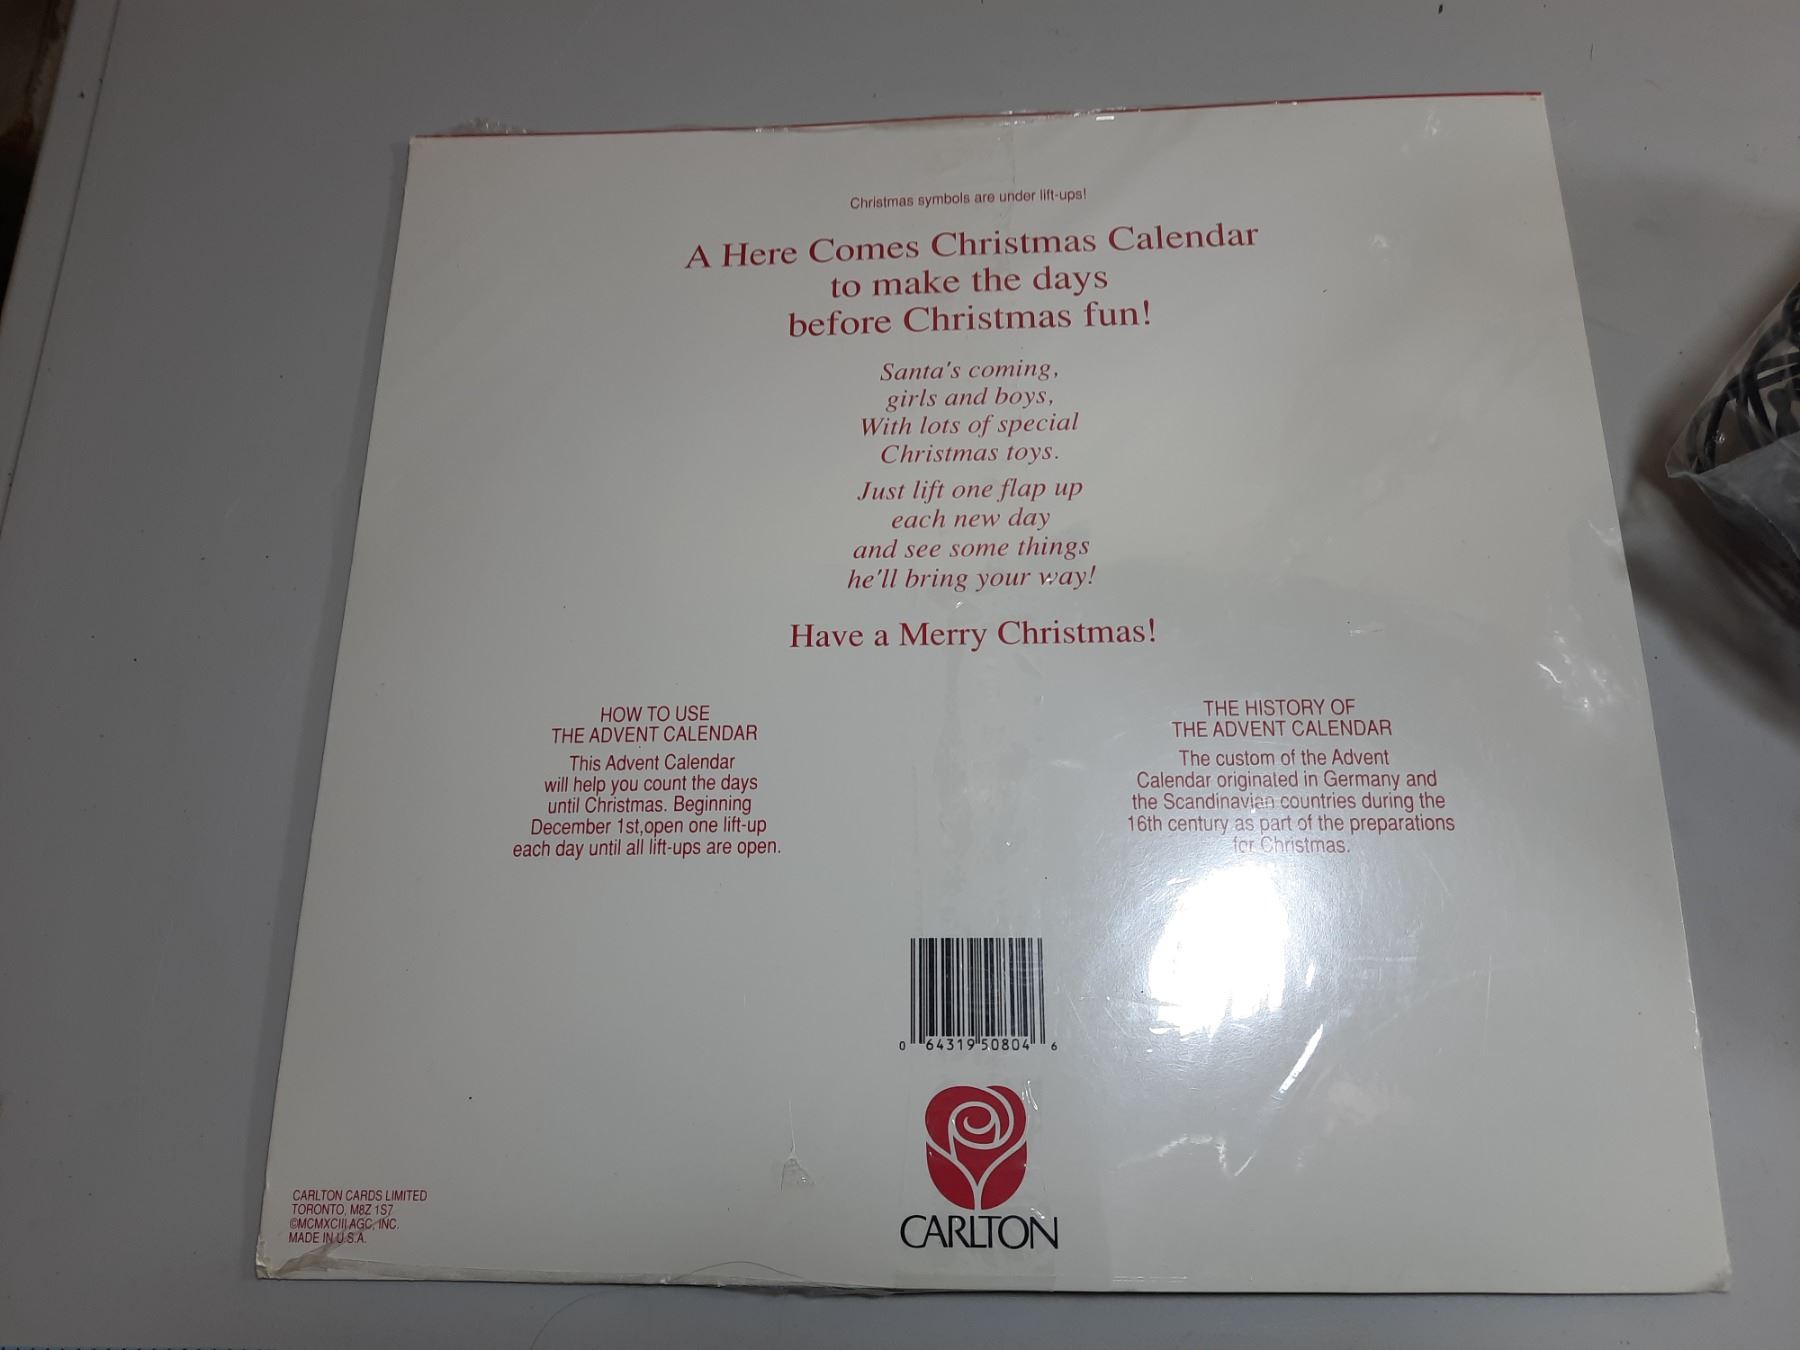 Christmas symbols are under lift-ups!
A Here Comes Christmas Calendar
to make the days
before Christmas fun!
Santa's coming,
girls and boys,
With lots of special
Christmas toys.
Just lift one flap up
each new day
and see some things
he'll bring your way!
Have a Merry Christmas!
HOW TO USE
THE ADVENT CALENDAR
This Advent Calendar
will help you count the days
until Christmas. Beginning
December 1st,open one lift-up
each day until all lift-ups are open.
THE HISTORY OF
THE ADVENT CALENDAR
The custom of the Advent
Calendar originated in Germany and
the Scandinavian countries during the
16th century as part of the preparations
for Christmas.
0 64319 50804 6
CARLTON
CARLTON CARDS LIMITED
TORONTO, M8Z 1S7
©MCMXCIII AGC, INC.
MADE IN U.S.A.